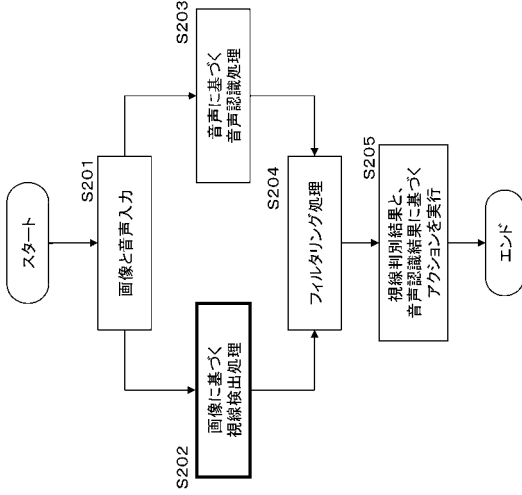 スタート
S201
画像と音声入力
S202
画像に基づく
視線検出処理
S203
音声に基づく
音声認識処理
S204
フィルタリング処理
S205
視線判別結果と、
音声認識結果に基づく
アクションを実行
エンド